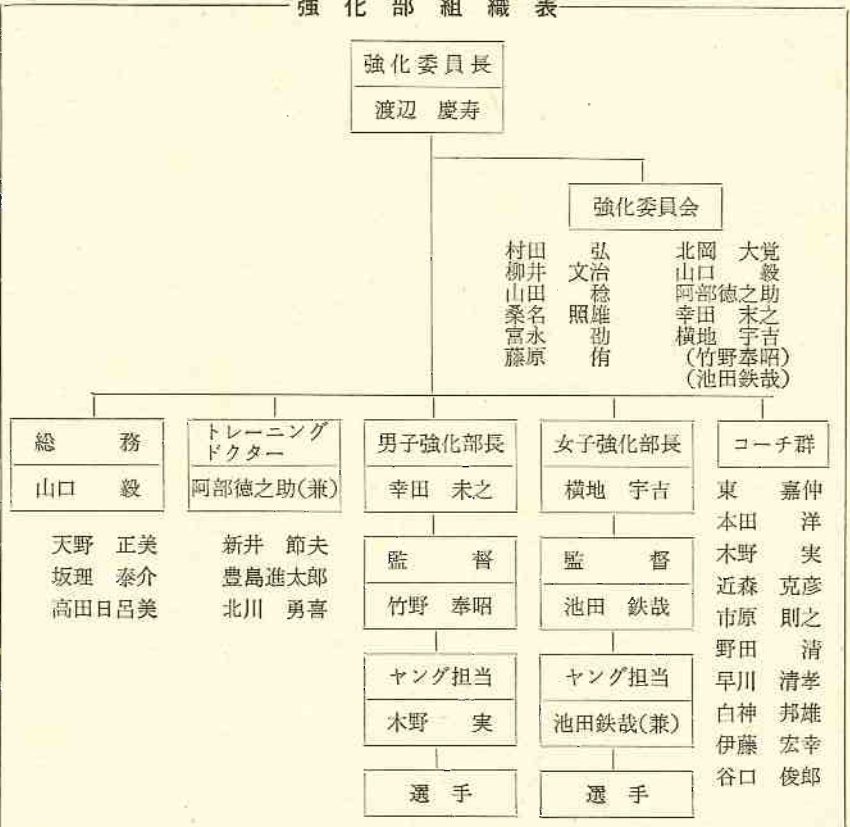 強化部組織表
強化委員長
渡辺 慶寿
強化委員会
村田 弘 北岡 大覚
柳井 文治 山口 毅
山田 稔 阿部徳之助
桑名 照雄 幸田 末之
富永 劭 横地 宇吉
藤原 侑 (竹野奉昭)
(池田鉄哉)
総務
山口 毅
天野 正美
坂理 泰介
高田日呂美
トレーニング
ドクター
阿部徳之助(兼)
新井 節夫
豊島進太郎
北川 勇喜
男子強化部長
幸田 末之
監督
竹野 奉昭
ヤング担当
木野 実
選手
女子強化部長
横地 宇吉
監督
池田 鉄哉
ヤング担当
池田鉄哉(兼)
選手
コーチ群
東 嘉伸
本田 洋
木野 実
近森 克彦
市原 則之
野田 清
早川 清孝
白神 邦雄
伊藤 宏幸
谷口 俊郎